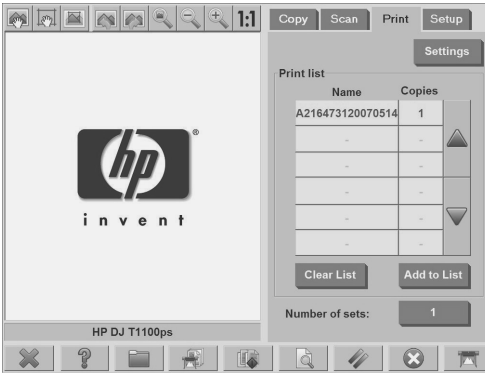 1:1
Copy Scan Print Setup
Settings
Print list
Name Copies
A216473120070514 1
- -
- -
- -
- -
- -
hp ®
invent
Clear List Add to List
Number of sets: 1
HP DJ T1100ps
?